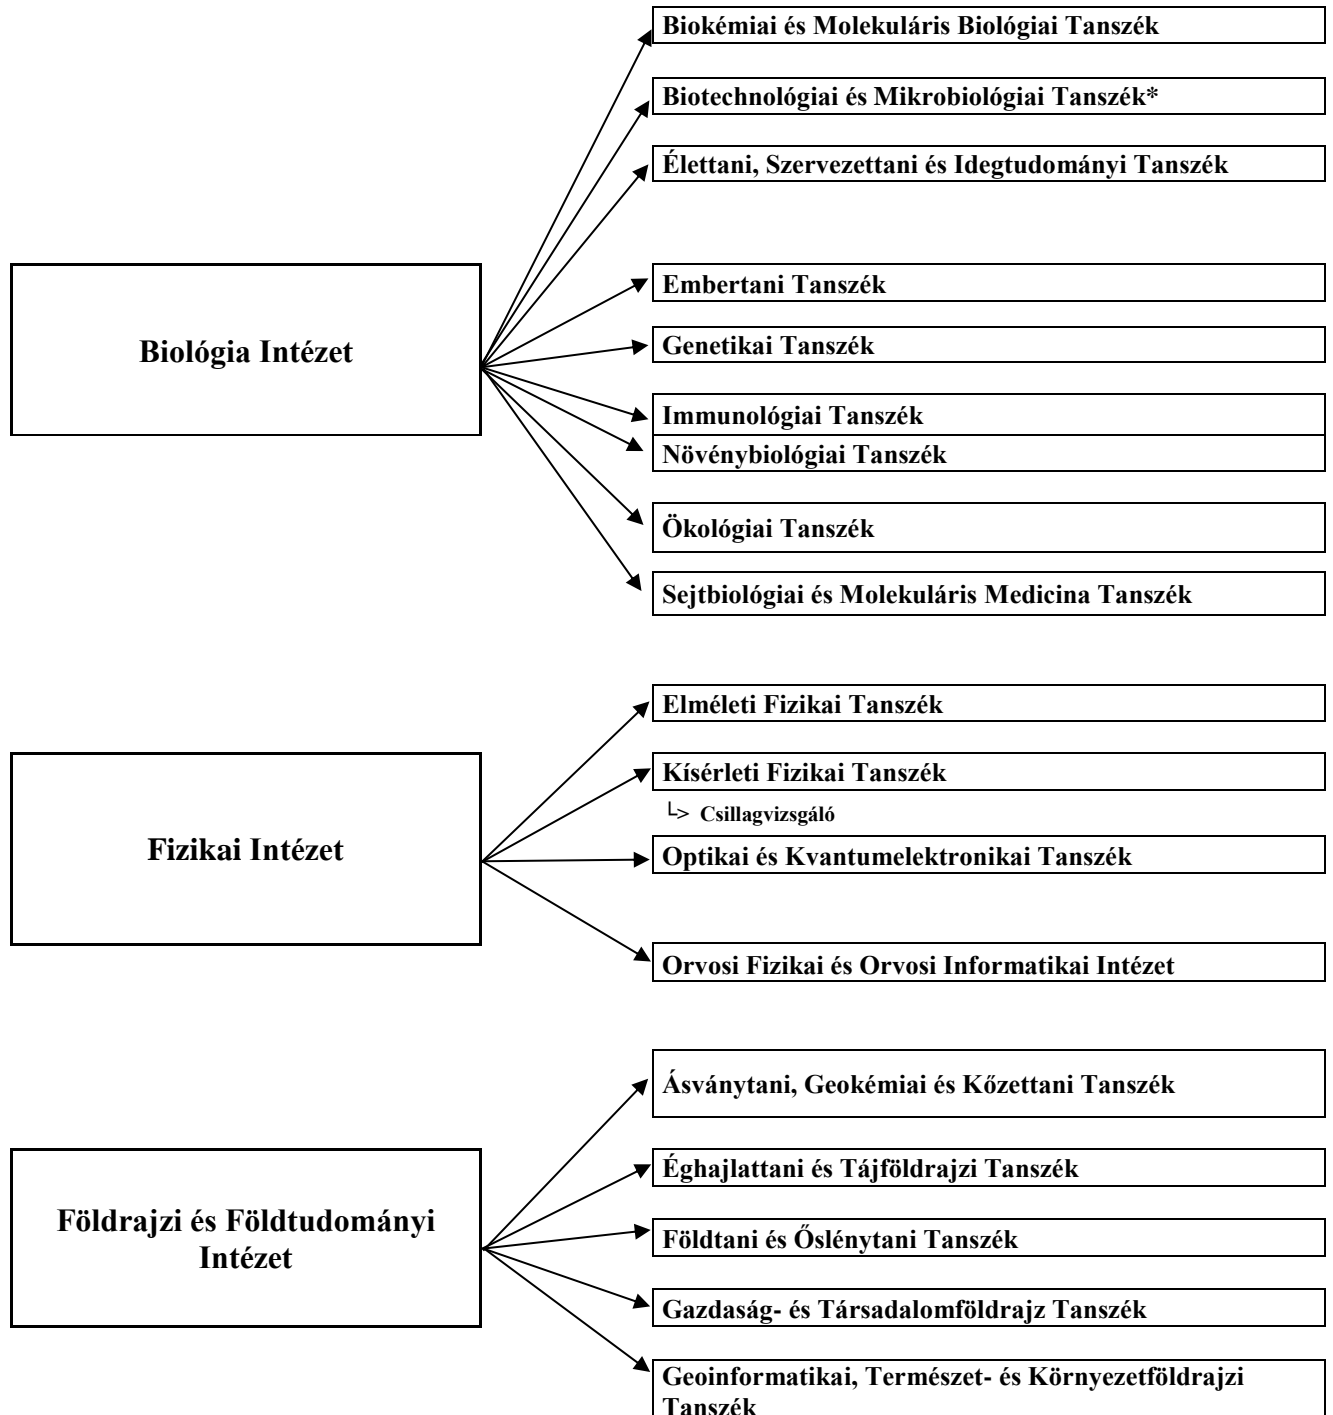 Biokémiai és Molekuláris Biológiai Tanszék
Biotechnológiai és Mikrobiológiai Tanszék*
Élettani, Szervezettani és Idegtudományi Tanszék
Biológia Intézet
Embertani Tanszék
Genetikai Tanszék
Immunológiai Tanszék
Növénybiológiai Tanszék
Ökológiai Tanszék
Sejtbiológiai és Molekuláris Medicina Tanszék
Fizikai Intézet
Elméleti Fizikai Tanszék
Kísérleti Fizikai Tanszék
└> Csillagvizsgáló
Optikai és Kvantumelektronikai Tanszék
Orvosi Fizikai és Orvosi Informatikai Intézet
Földrajzi és Földtudományi
Intézet
Ásványtani, Geokémiai és Kőzettani Tanszék
Éghajlattani és Tájföldrajzi Tanszék
Földtani és Őslénytani Tanszék
Gazdaság- és Társadalomföldrajz Tanszék
Geoinformatikai, Természet- és Környezetföldrajzi
Tanszék